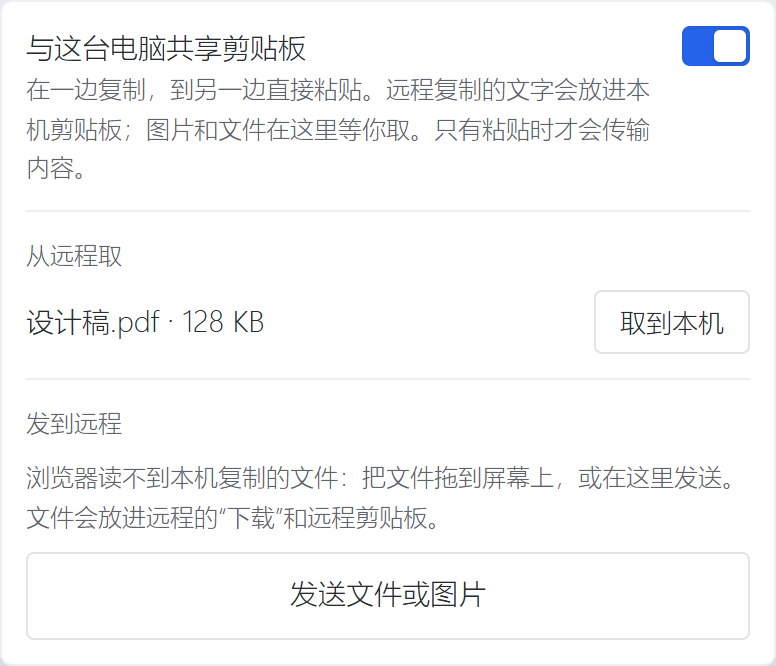 与这台电脑共享剪贴板
在一边复制，到另一边直接粘贴。远程复制的文字会放进本
机剪贴板；图片和文件在这里等你取。只有粘贴时才会传输
内容。
从远程取
设计稿.pdf · 128 KB
取到本机
发到远程
浏览器读不到本机复制的文件：把文件拖到屏幕上，或在这里发送。
文件会放进远程的“下载”和远程剪贴板。
发送文件或图片